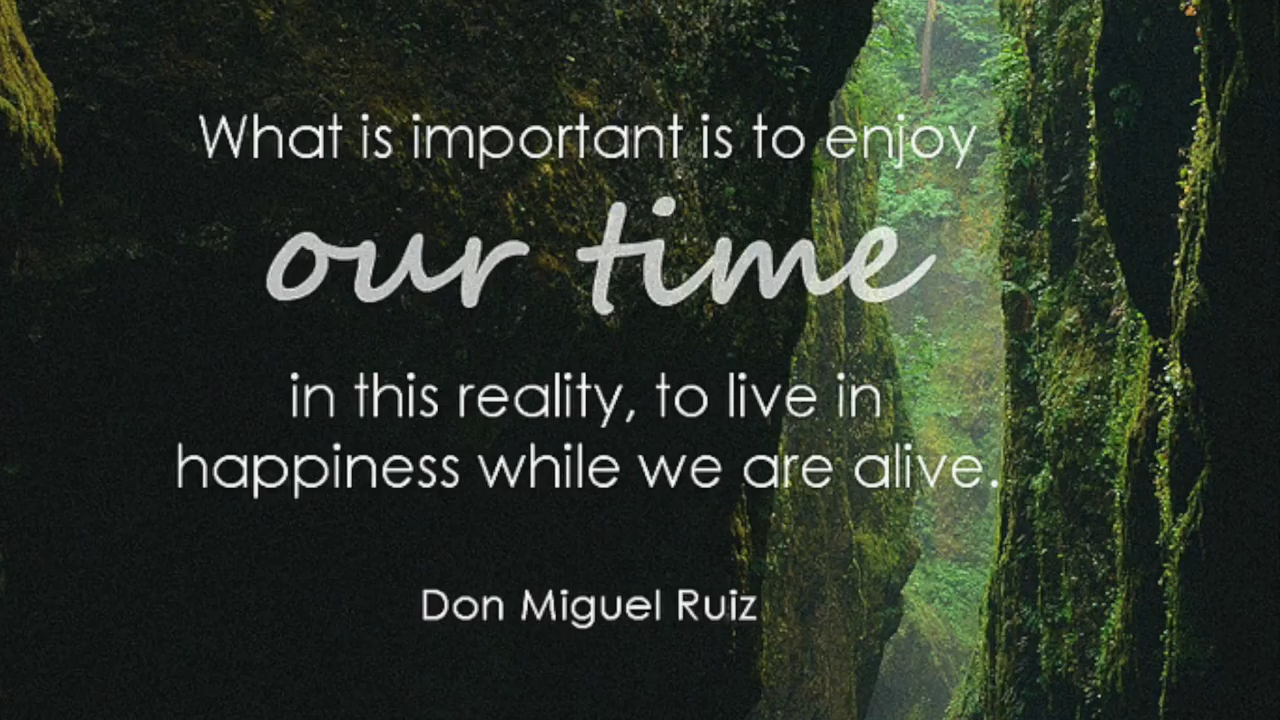 What is important is to enjoy
our time
in this reality, to live in
happiness while we are alive.
Don Miguel Ruiz